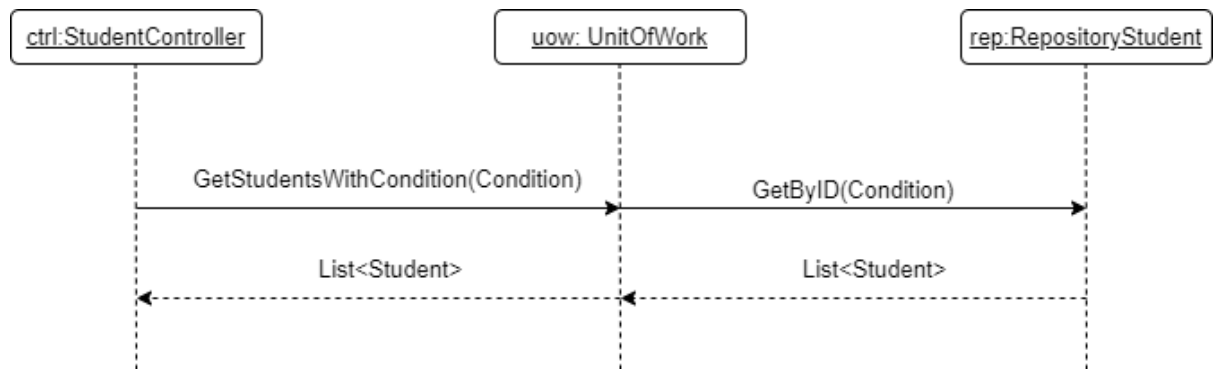 ctrl:StudentController
uow: UnitOfWork
rep:RepositoryStudent
GetStudentsWithCondition(Condition)
GetByID(Condition)
List<Student>
List<Student>